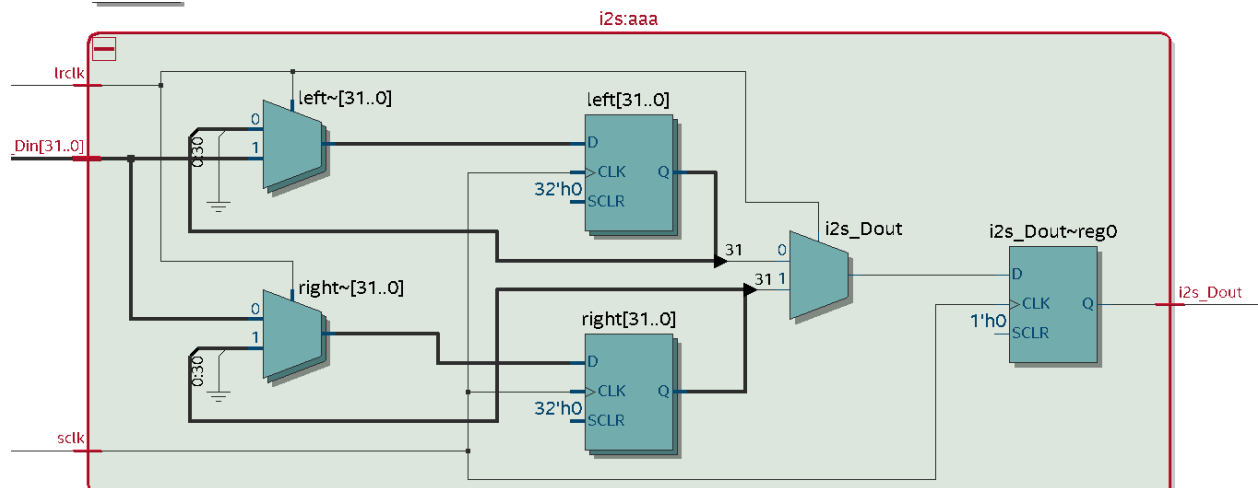 i2s:aaa
lrclk
left~[31..0]
left[31..0]
0
1
0:30
_Din[31..0]
D
CLK
Q
32'h0
SCLR
i2s_Dout
31
0
31
1
i2s_Dout~reg0
D
CLK
Q
1'h0
SCLR
i2s_Dout
right~[31..0]
right[31..0]
0
1
0:30
D
CLK
Q
32'h0
SCLR
sclk